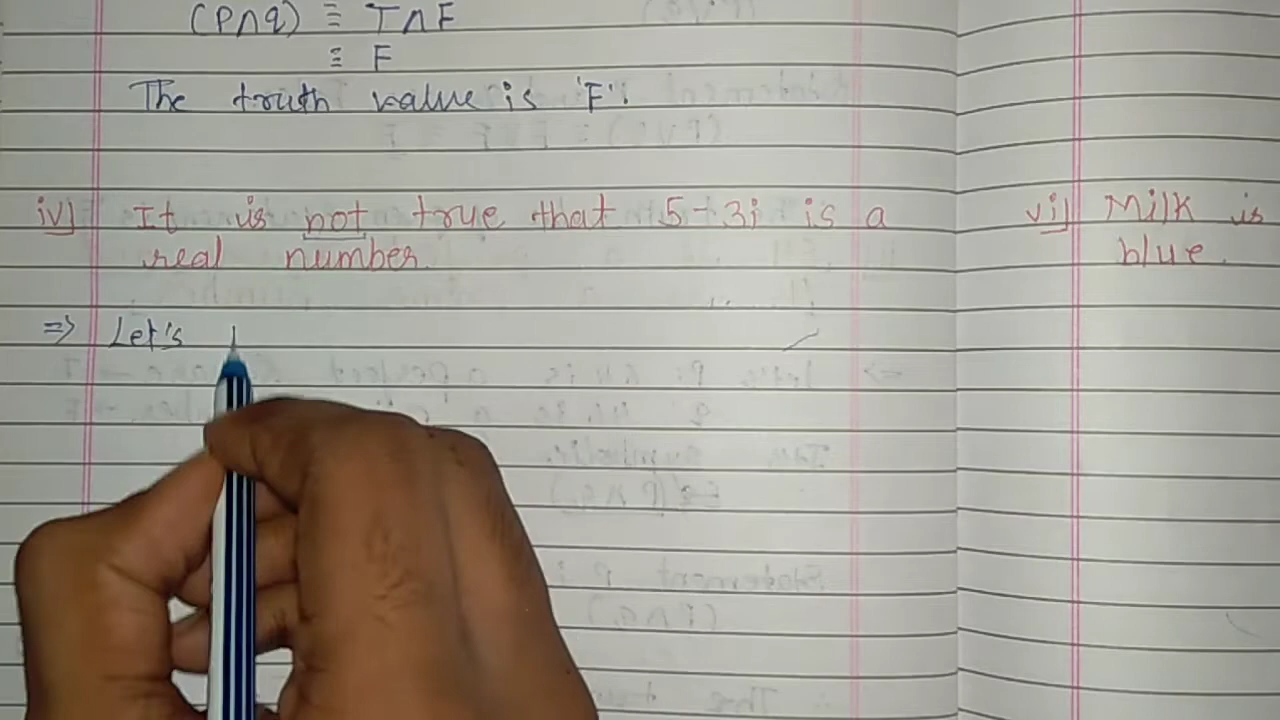 (P∧q) ≡ T∧F
≡ F
The truth value is 'F'.
iv) It is not true that 5-3i is a
real number.
⇒ Let's
vi) Milk is
blue.